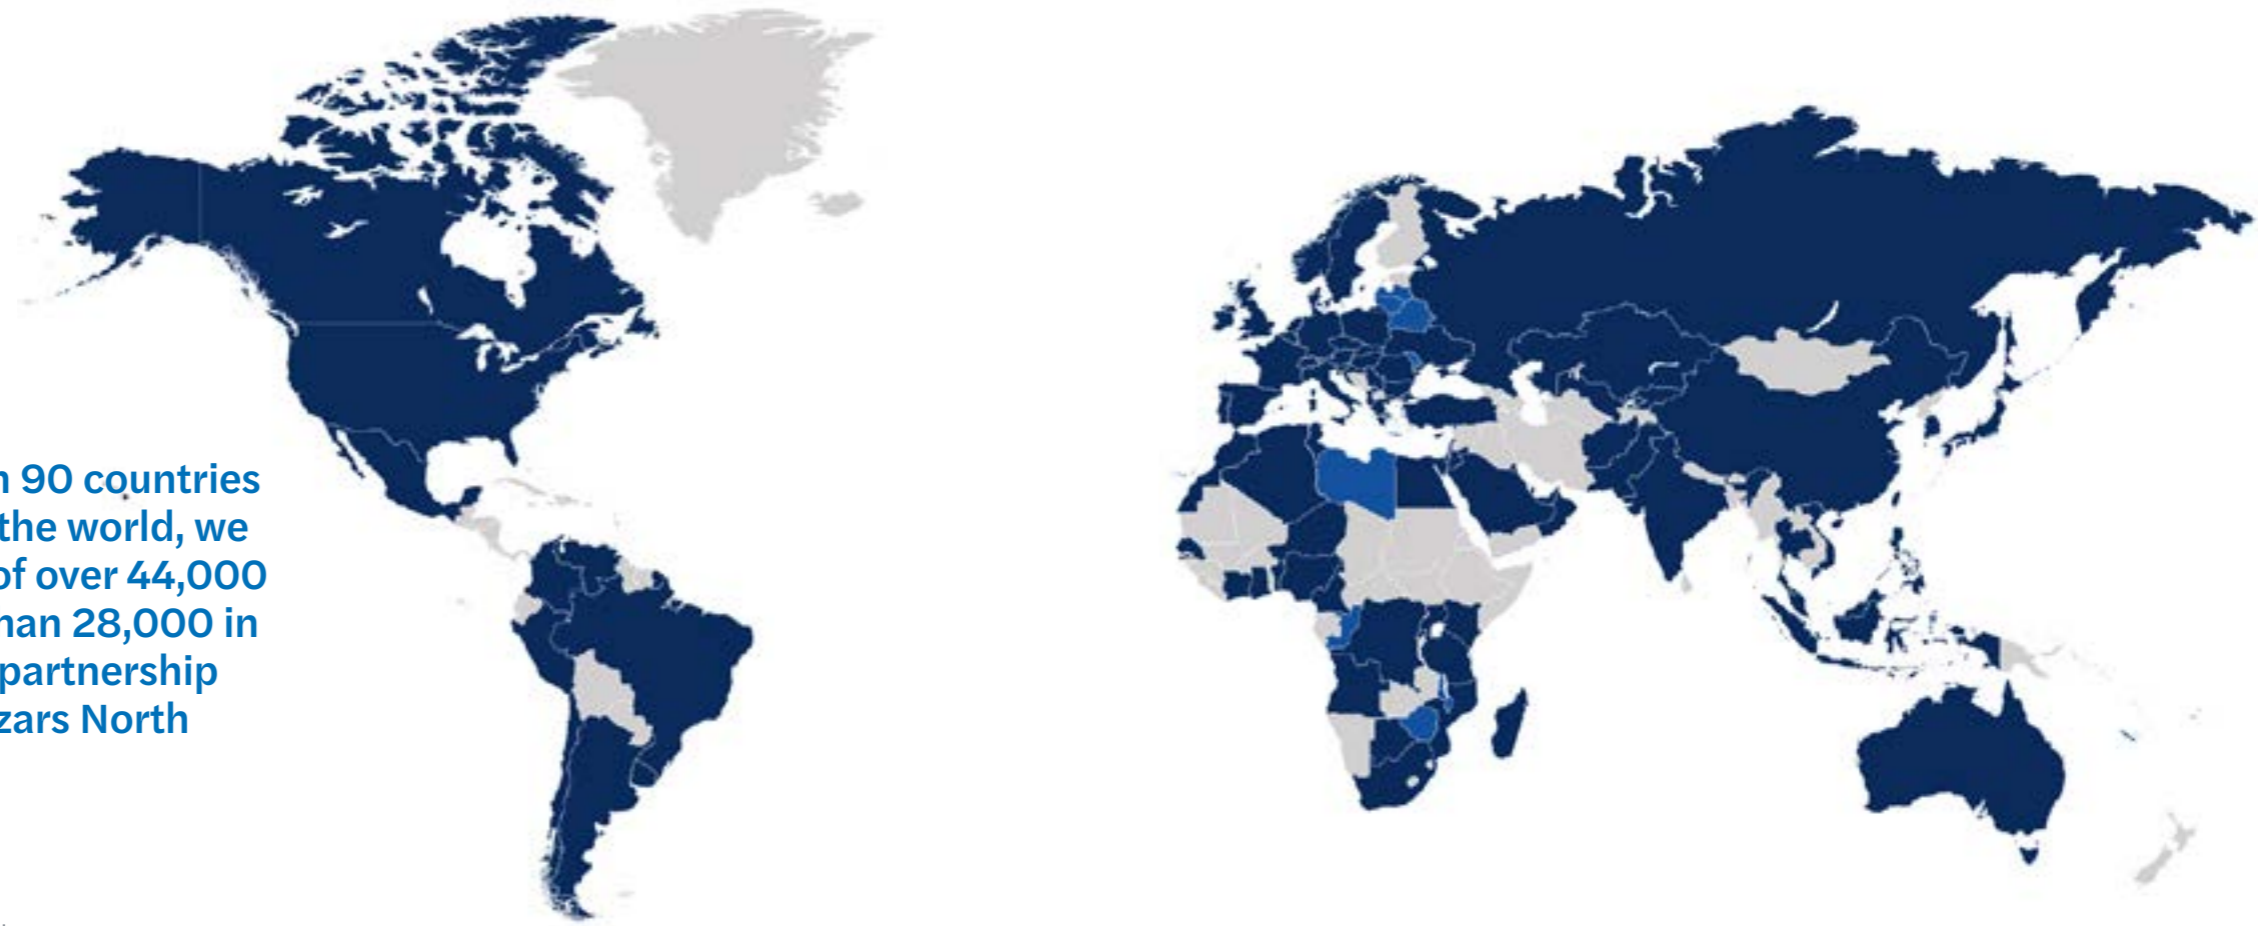 n 90 countries
the world, we
of over 44,000
han 28,000 in
partnership
zars North